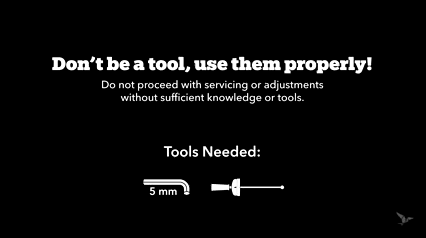 Don’t be a tool, use them properly!
Do not proceed with servicing or adjustments
without sufficient knowledge or tools.
Tools Needed:
5 mm